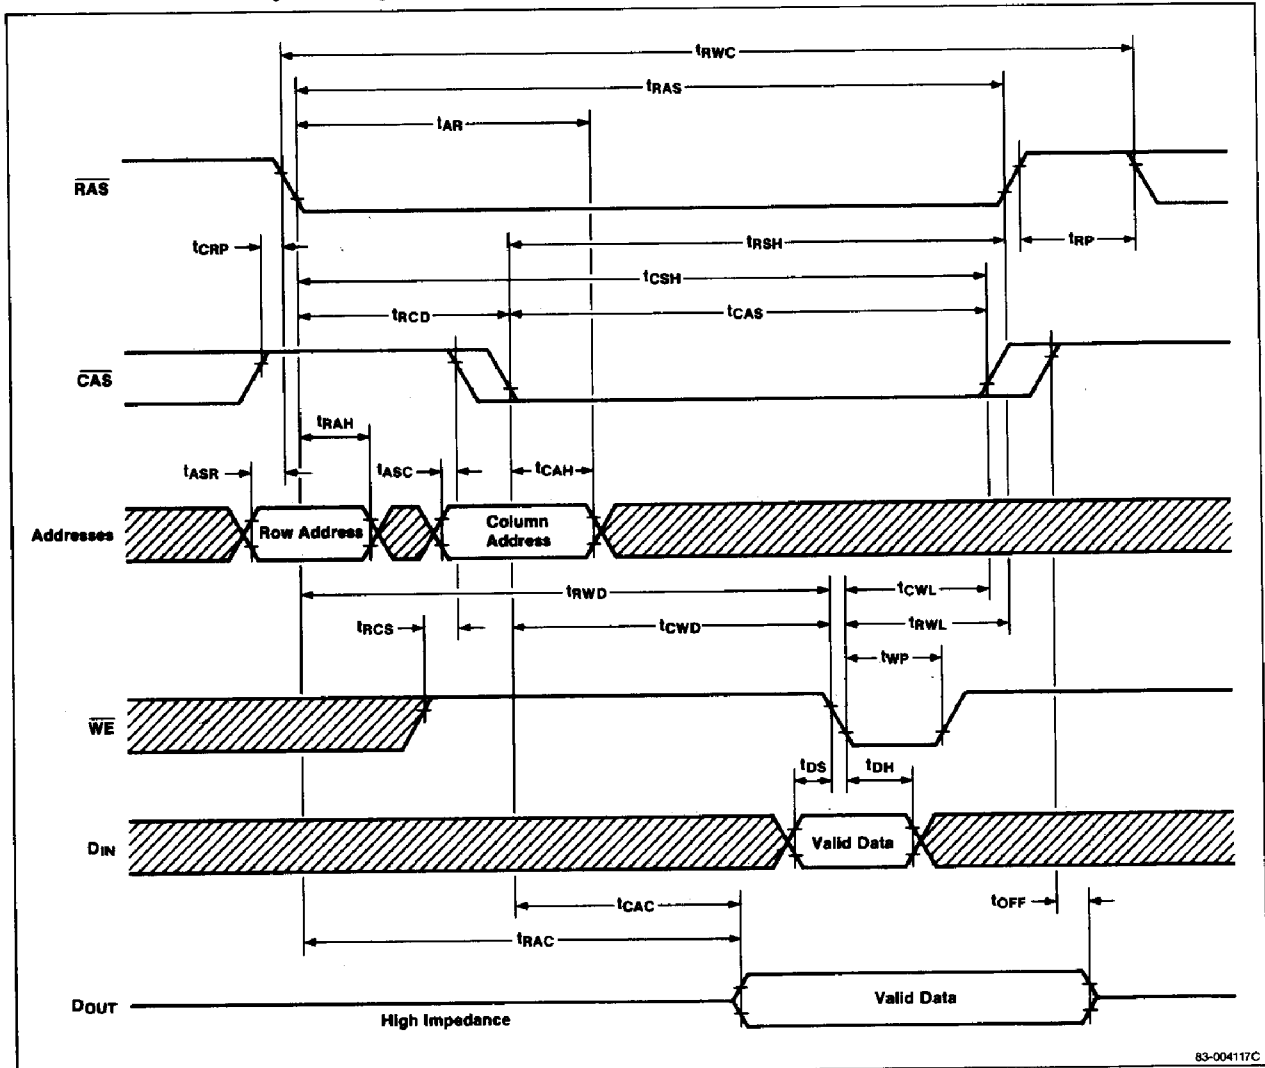 tRWC
tRAS
tAR
RAS
tCRP
tRSH
tRP
tCSH
tRCD
tCAS
CAS
tRAH
tASR
tASC
tCAH
Addresses
Row Address
Column
Address
tRWD
tCWL
tRCS
tCWD
tRWL
tWP
WE
tDS
tDH
DIN
Valid Data
tCAC
tOFF
tRAC
DOUT
Valid Data
High Impedance
83-004117C